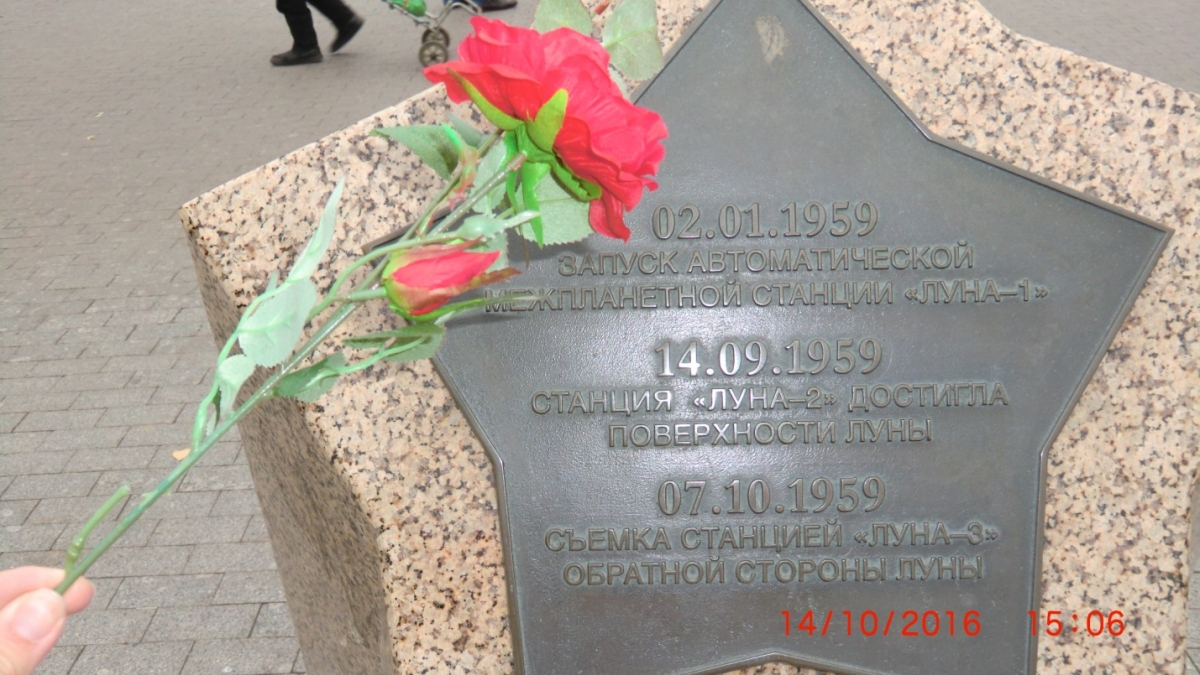 02.01.1959
ЗАПУСК АВТОМАТИЧЕСКОЙ
МЕЖПЛАНЕТНОЙ СТАНЦИИ «ЛУНА–1»
14.09.1959
СТАНЦИЯ «ЛУНА–2» ДОСТИГЛА
ПОВЕРХНОСТИ ЛУНЫ
07.10.1959
СЪЕМКА СТАНЦИЕЙ «ЛУНА–3»
ОБРАТНОЙ СТОРОНЫ ЛУНЫ
14/10/2016 15:06